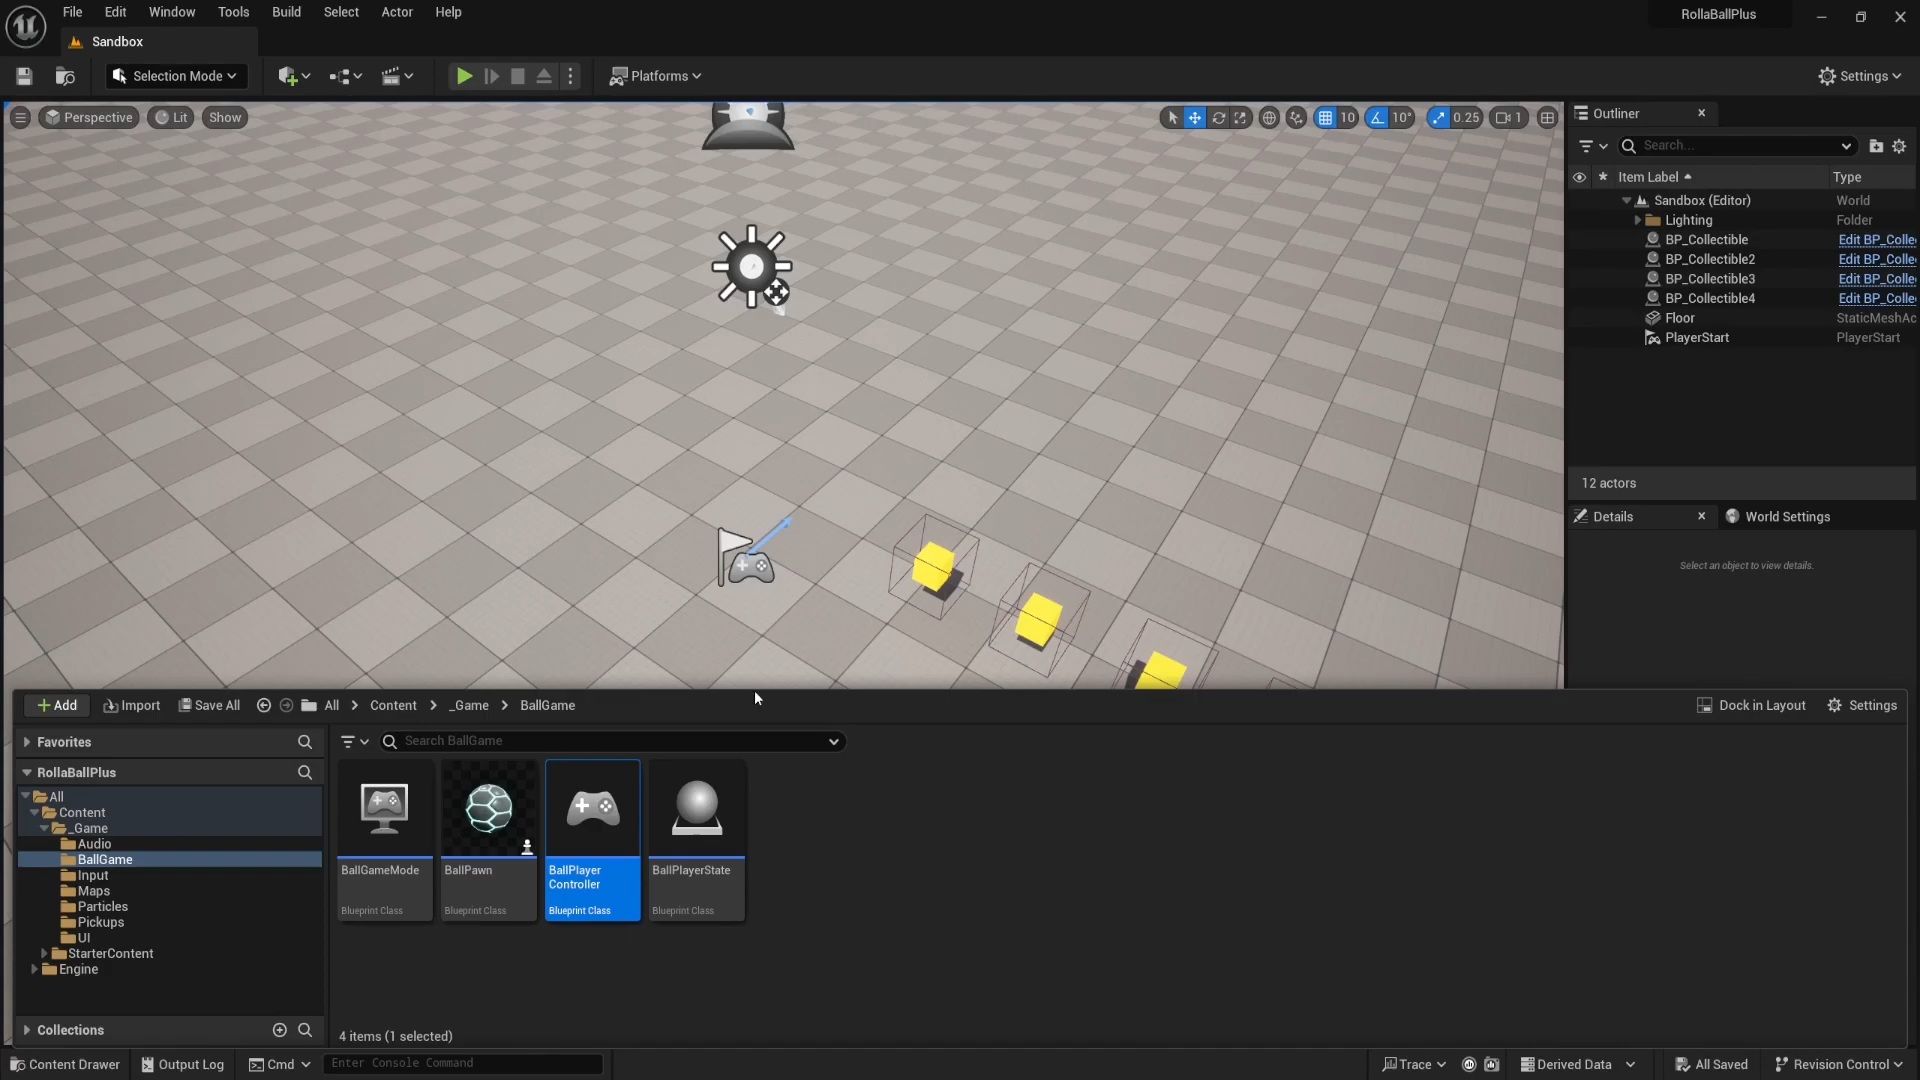 File Edit Window Tools Build Select Actor Help
RollaBallPlus
Sandbox
Selection Mode
Platforms
Settings
Perspective Lit Show
10 10° 0.25 1
Outliner
Search...
Item Label Type
Sandbox (Editor) World
Lighting Folder
BP_Collectible Edit BP_Colle
BP_Collectible2 Edit BP_Colle
BP_Collectible3 Edit BP_Colle
BP_Collectible4 Edit BP_Colle
Floor StaticMeshAc
PlayerStart PlayerStart
12 actors
Details World Settings
Select an object to view details.
Add Import Save All All Content _Game BallGame
Dock in Layout Settings
Favorites
Search BallGame
RollaBallPlus
All
Content
_Game
Audio
BallGame
Input
Maps
Particles
Pickups
UI
StarterContent
Engine
BallGameMode
Blueprint Class
BallPawn
Blueprint Class
BallPlayer
Controller
Blueprint Class
BallPlayerState
Blueprint Class
Collections
4 items (1 selected)
Content Drawer Output Log Cmd Enter Console Command
Trace Derived Data All Saved Revision Control